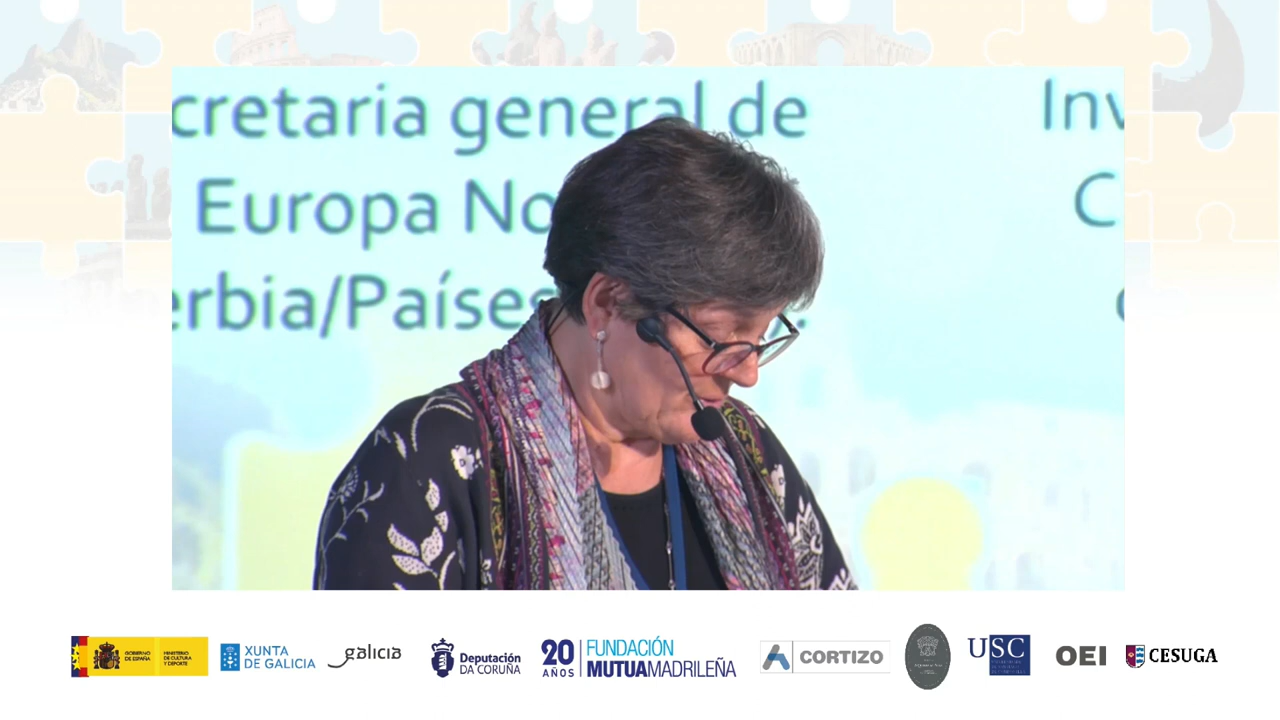 cretaria general de
Europa No
erbia/Países
Inv
C
GOBIERNO
DE ESPAÑA
MINISTERIO
DE CULTURA
Y DEPORTE
XUNTA
DE GALICIA
galicia
Deputación
DA CORUÑA
20
AÑOS
FUNDACIÓN
MUTUAMADRILEÑA
CORTIZO
USC
OEI
CESUGA